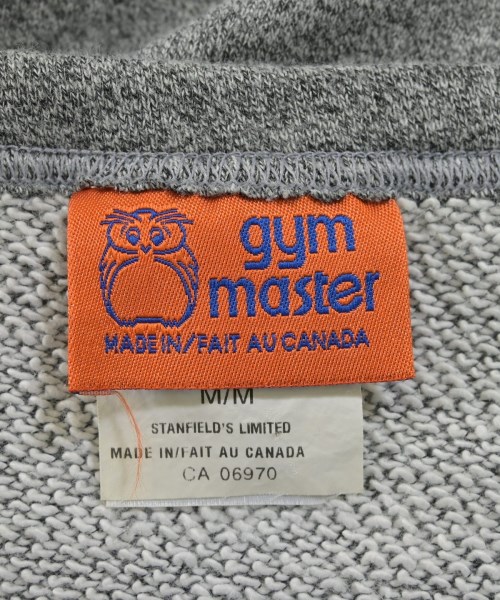 gym
master
MADE IN/FAIT AU CANADA
M/M
STANFIELD'S LIMITED
MADE IN/FAIT AU CANADA
CA 06970